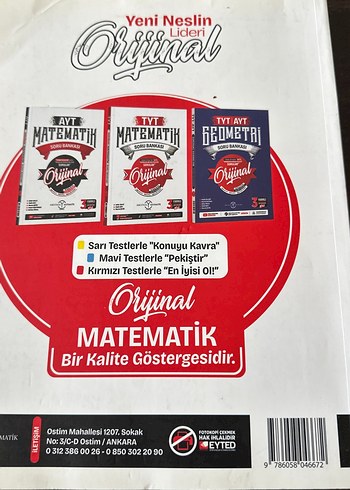 Yeni Neslin
Lideri
Orijinal
AYT
MATEMATİK
SORU BANKASI
Orijinal
TYT
MATEMATİK
SORU BANKASI
Orijinal
TYT AYT
GEOMETRİ
SORU BANKASI
Orijinal
Sarı Testlerle "Konuyu Kavra"
Mavi Testlerle "Pekiştir"
Kırmızı Testlerle "En İyisi Ol!"
Orijinal
MATEMATİK
Bir Kalite Göstergesidir.
İLETİŞİM
Ostim Mahallesi 1207. Sokak
No: 3/C-D Ostim / ANKARA
0 312 386 00 26 - 0 850 302 20 90
FOTOKOPİ ÇEKMEK
HAK İHLALİDİR
EYTED
9 786058 046672